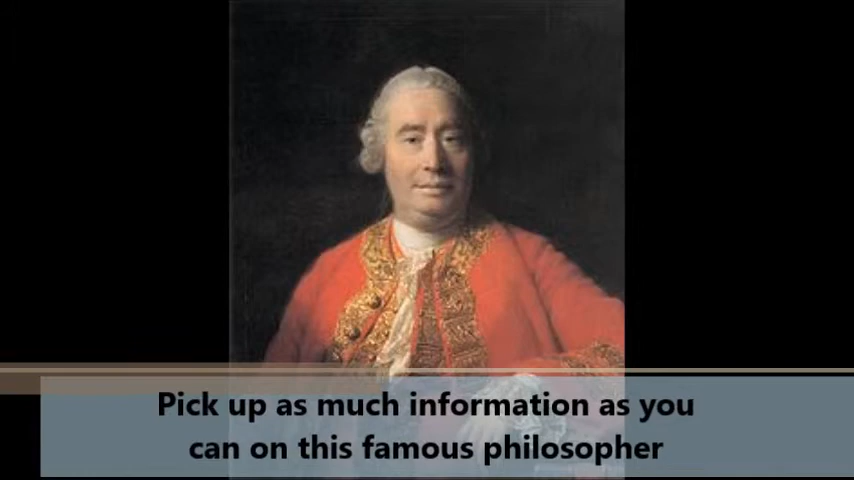 Pick up as much information as you
can on this famous philosopher